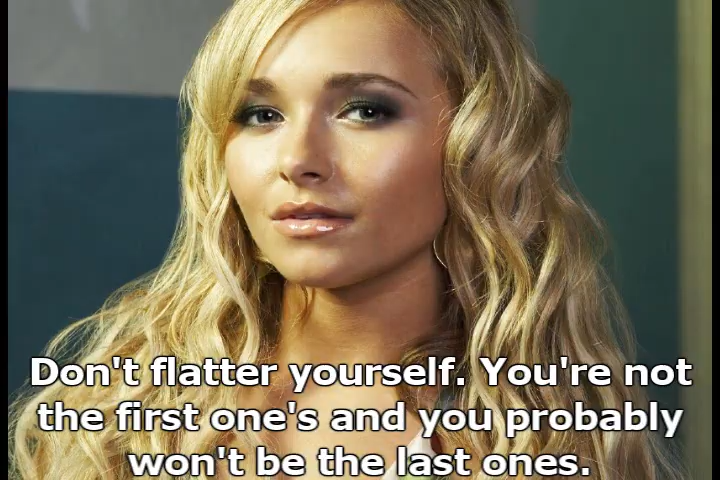 Don't flatter yourself. You're not
the first one's and you probably
won't be the last ones.